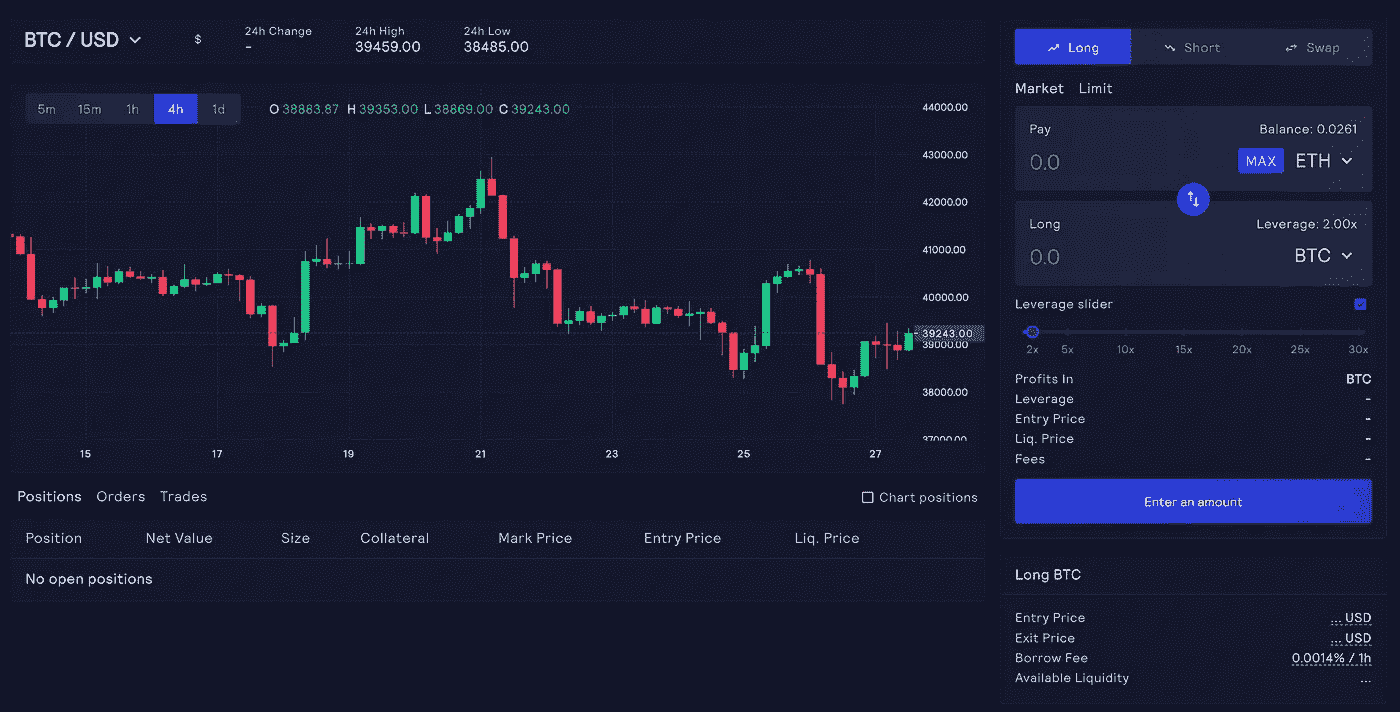 BTC / USD
$
24h Change
-
24h High
39459.00
24h Low
38485.00
5m 15m 1h 4h 1d
O 38883.87 H 39353.00 L 38869.00 C 39243.00
44000.00
43000.00
42000.00
41000.00
40000.00
39243.00
39000.00
38000.00
37000.00
15 17 19 21 23 25 27
Positions Orders Trades
Chart positions
Position Net Value Size Collateral Mark Price Entry Price Liq. Price
No open positions
Long Short Swap
Market Limit
Pay Balance: 0.0261
0.0 MAX ETH
Long Leverage: 2.00x
0.0 BTC
Leverage slider
2x 5x 10x 15x 20x 25x 30x
Profits In BTC
Leverage -
Entry Price -
Liq. Price -
Fees -
Enter an amount
Long BTC
Entry Price ... USD
Exit Price ... USD
Borrow Fee 0.0014% / 1h
Available Liquidity ...